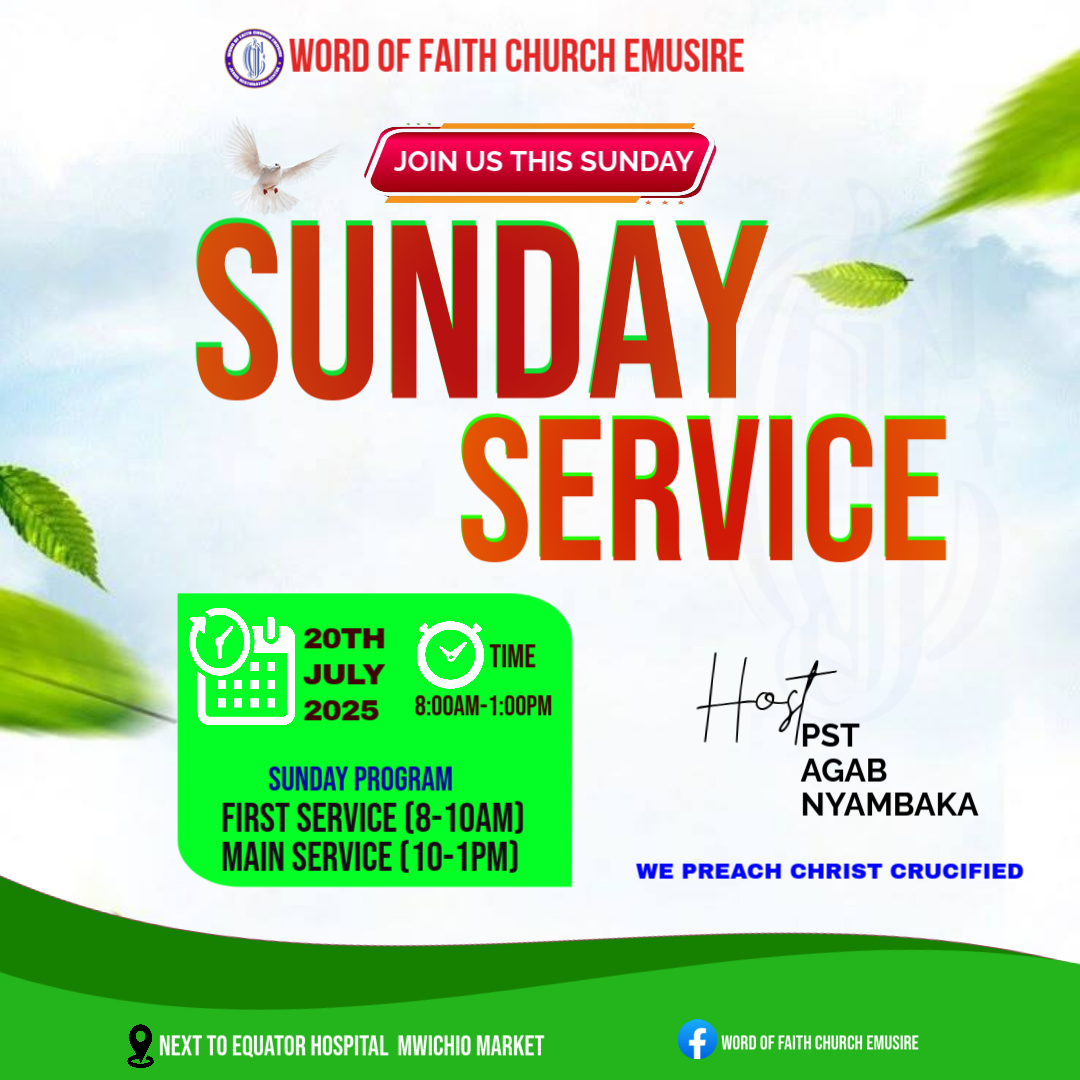 WORD OF FAITH CHURCH EMUSIRE
JOIN US THIS SUNDAY
SUNDAY
SERVICE
20TH
JULY
2025
TIME
8:00AM-1:00PM
SUNDAY PROGRAM
FIRST SERVICE (8-10AM)
MAIN SERVICE (10-1PM)
Host
PST
AGAB
NYAMBAKA
WE PREACH CHRIST CRUCIFIED
NEXT TO EQUATOR HOSPITAL MWICHIO MARKET
WORD OF FAITH CHURCH EMUSIRE